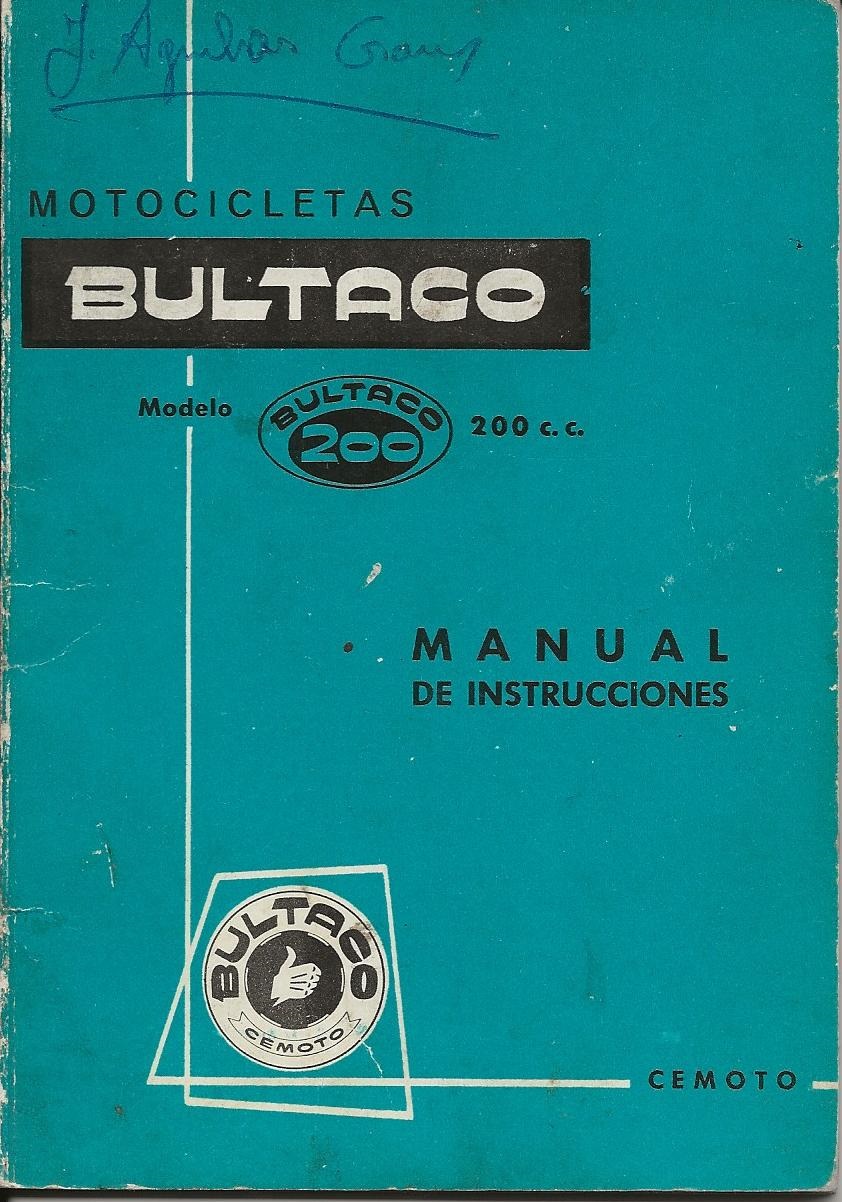 J.
MOTOCICLETAS
BULTACO
Modelo BULTACO 200 200 c. c.
MANUAL
DE INSTRUCCIONES
BULTACO
CEMOTO
CEMOTO